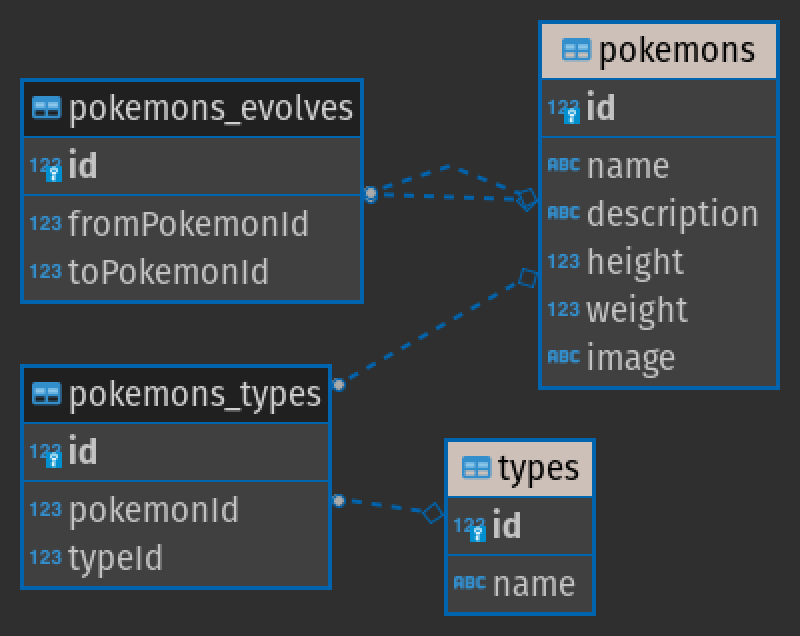 pokemons_evolves
123 id
123 fromPokemonId
123 toPokemonId
pokemons
123 id
ABC name
ABC description
123 height
123 weight
ABC image
pokemons_types
123 id
123 pokemonId
123 typeId
types
123 id
ABC name